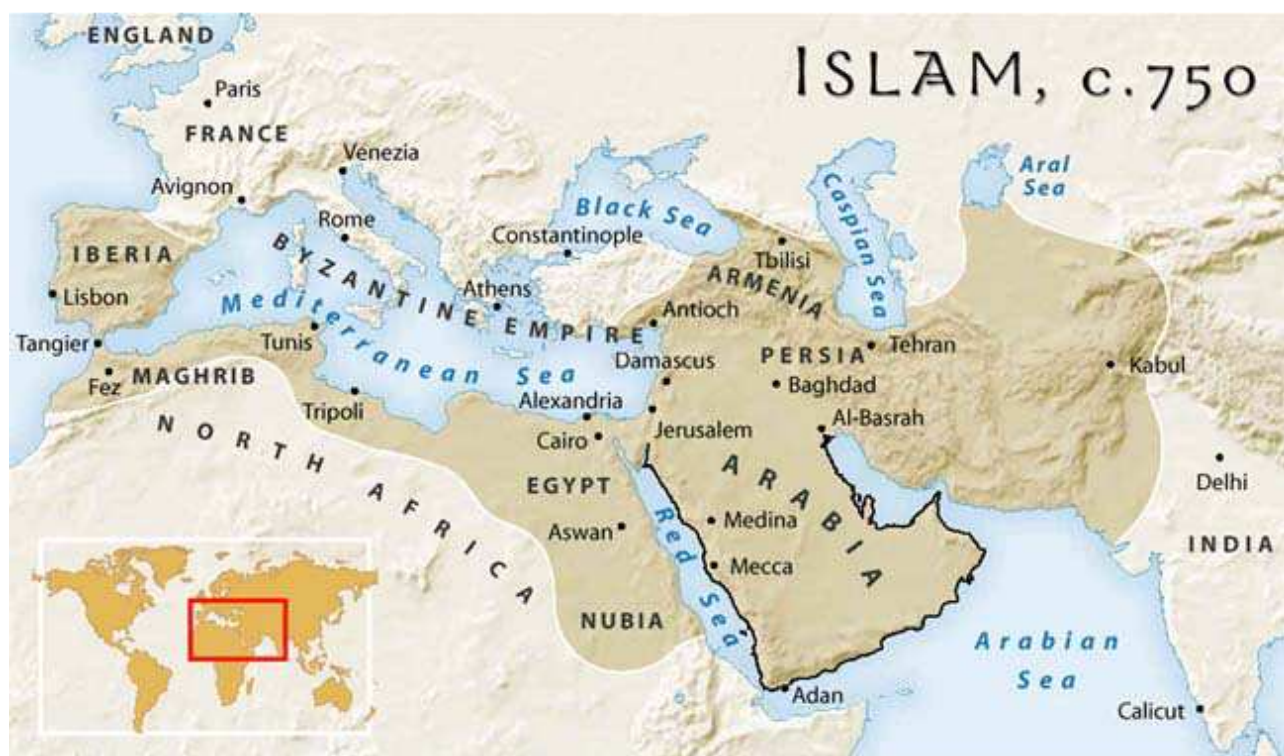 ISLAM, c.750
ENGLAND
Paris
FRANCE
Venezia
Avignon
Rome
Black Sea
Caspian Sea
Aral
Sea
Constantinople
Tbilisi
IBERIA
BYZANTINE EMPIRE
ARMENIA
Lisbon
Mediterranean Sea
Athens
Antioch
Tangier
Tunis
Damascus
PERSIA
Tehran
Fez
MAGHRIB
Baghdad
Kabul
Tripoli
Alexandria
Al-Basrah
Cairo
Jerusalem
NORTH AFRICA
ARABIA
Delhi
EGYPT
Aswan
Red Sea
Medina
INDIA
Mecca
NUBIA
Arabian
Sea
Adan
Calicut